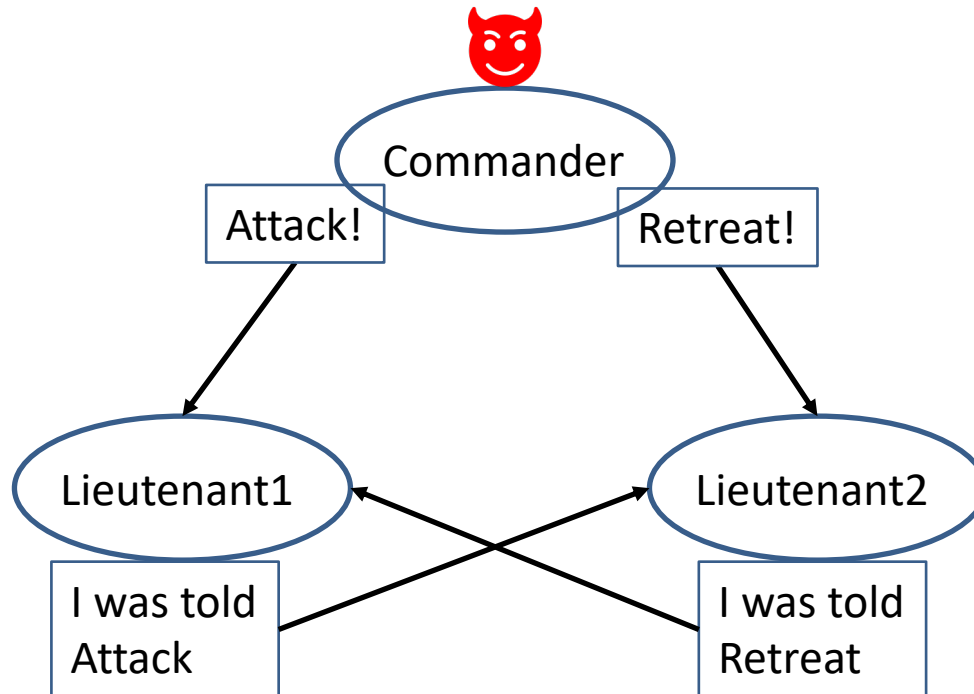 Commander
Attack!
Retreat!
Lieutenant1
Lieutenant2
I was told
Attack
I was told
Retreat